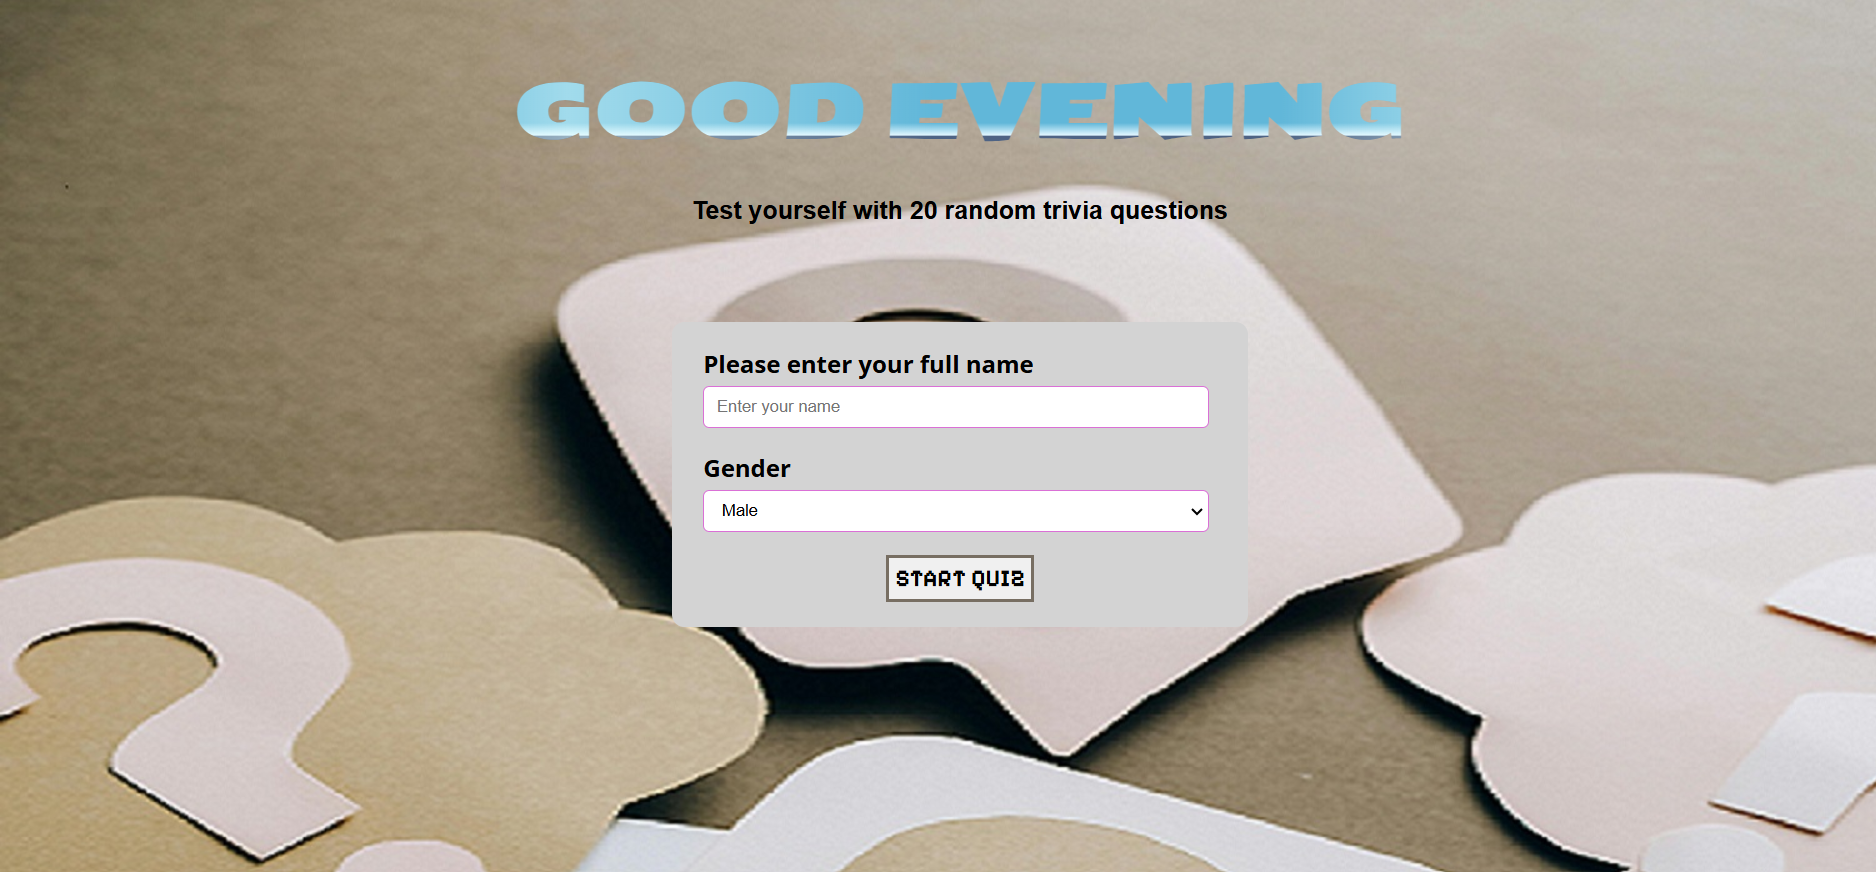 GOOD EVENING
Test yourself with 20 random trivia questions
Please enter your full name
Enter your name
Gender
Male
START QUIZ